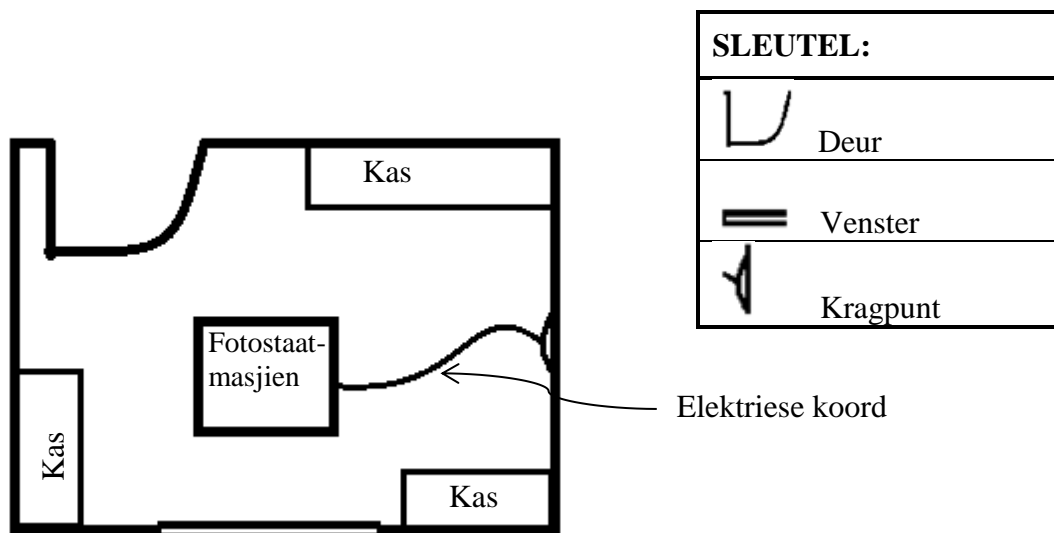 SLEUTEL:
Deur
Venster
Kragpunt
Kas
Fotostaat-
masjien
Elektriese koord
Kas
Kas